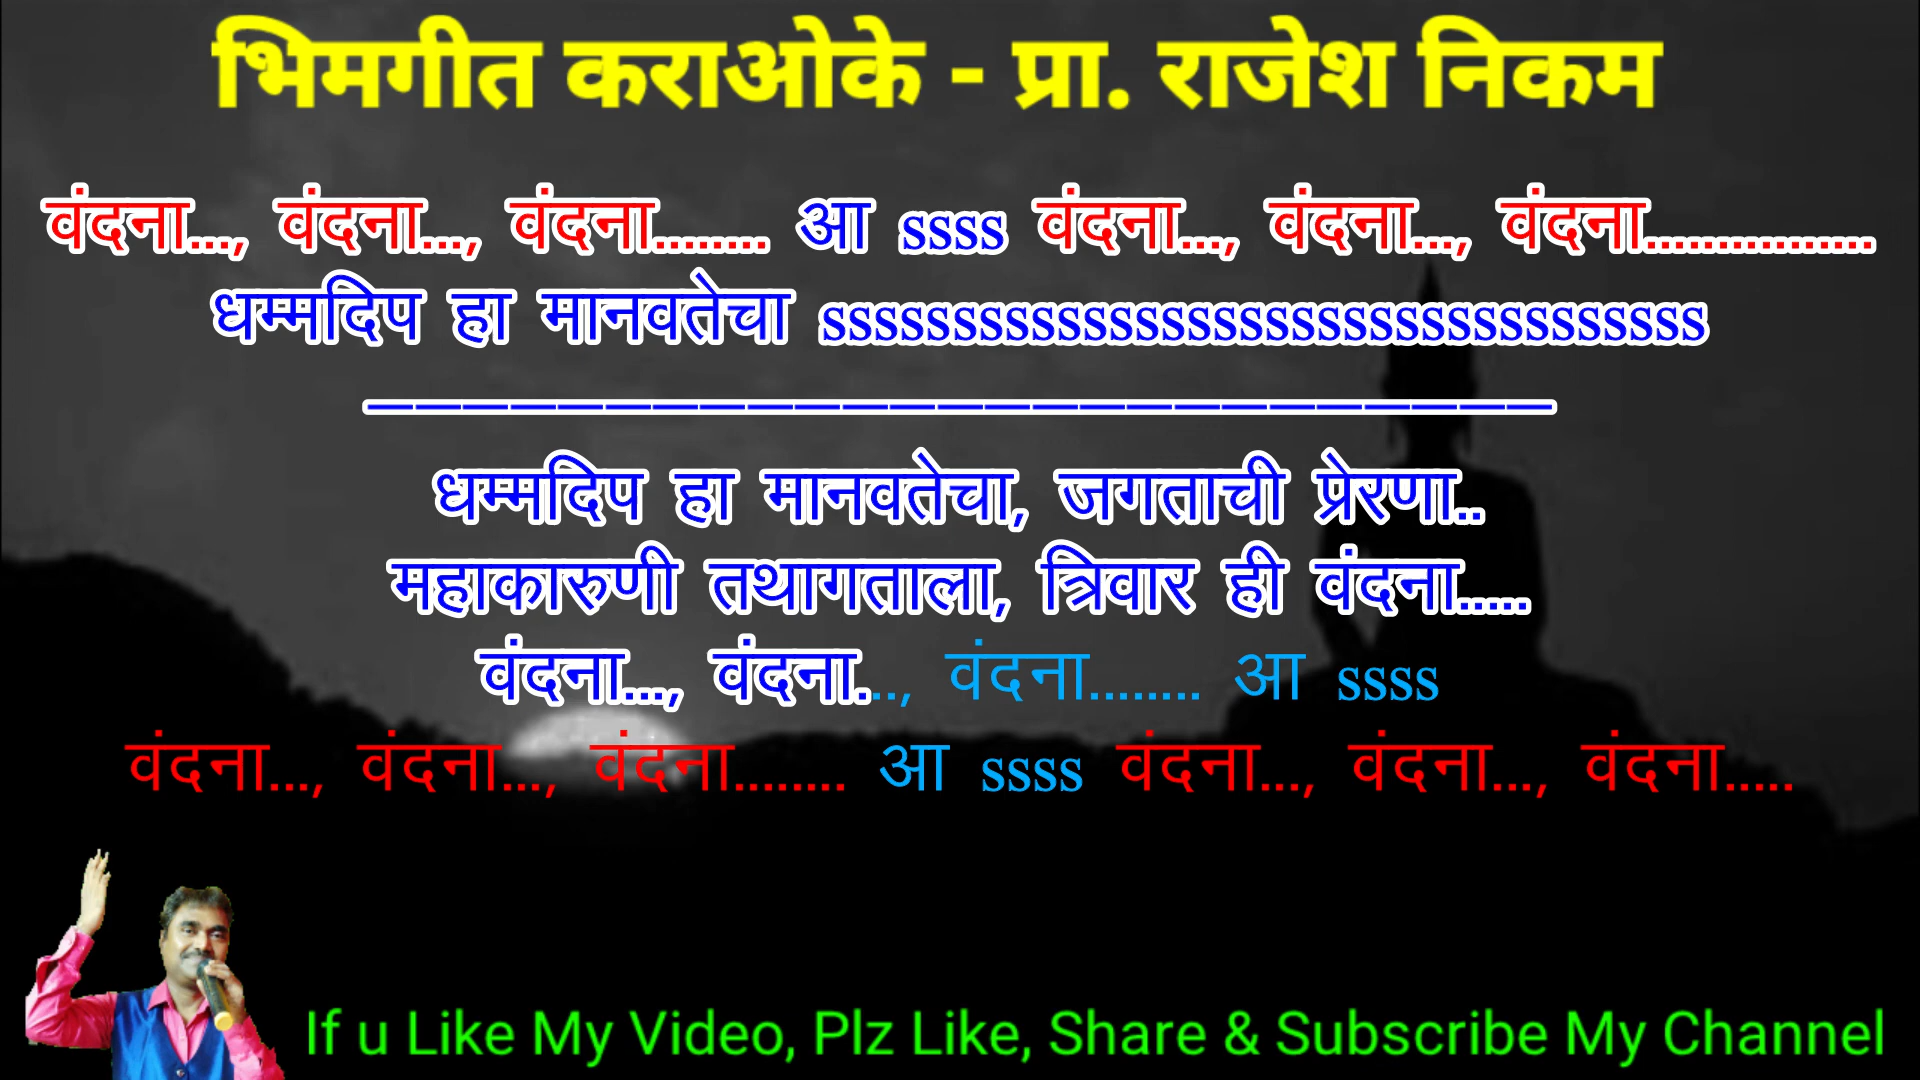 भिमगीत कराओके - प्रा. राजेश निकम
वंदना..., वंदना..., वंदना........ आ ssss वंदना..., वंदना..., वंदना................
धम्मदिप हा मानवतेचा ssssssssssssssssssssssssssssssssss
—————————————————————————
धम्मदिप हा मानवतेचा, जगताची प्रेरणा..
महाकारुणी तथागताला, त्रिवार ही वंदना.....
वंदना..., वंदना..., वंदना........ आ ssss
वंदना..., वंदना..., वंदना........ आ ssss वंदना..., वंदना..., वंदना.....
If u Like My Video, Plz Like, Share & Subscribe My Channel